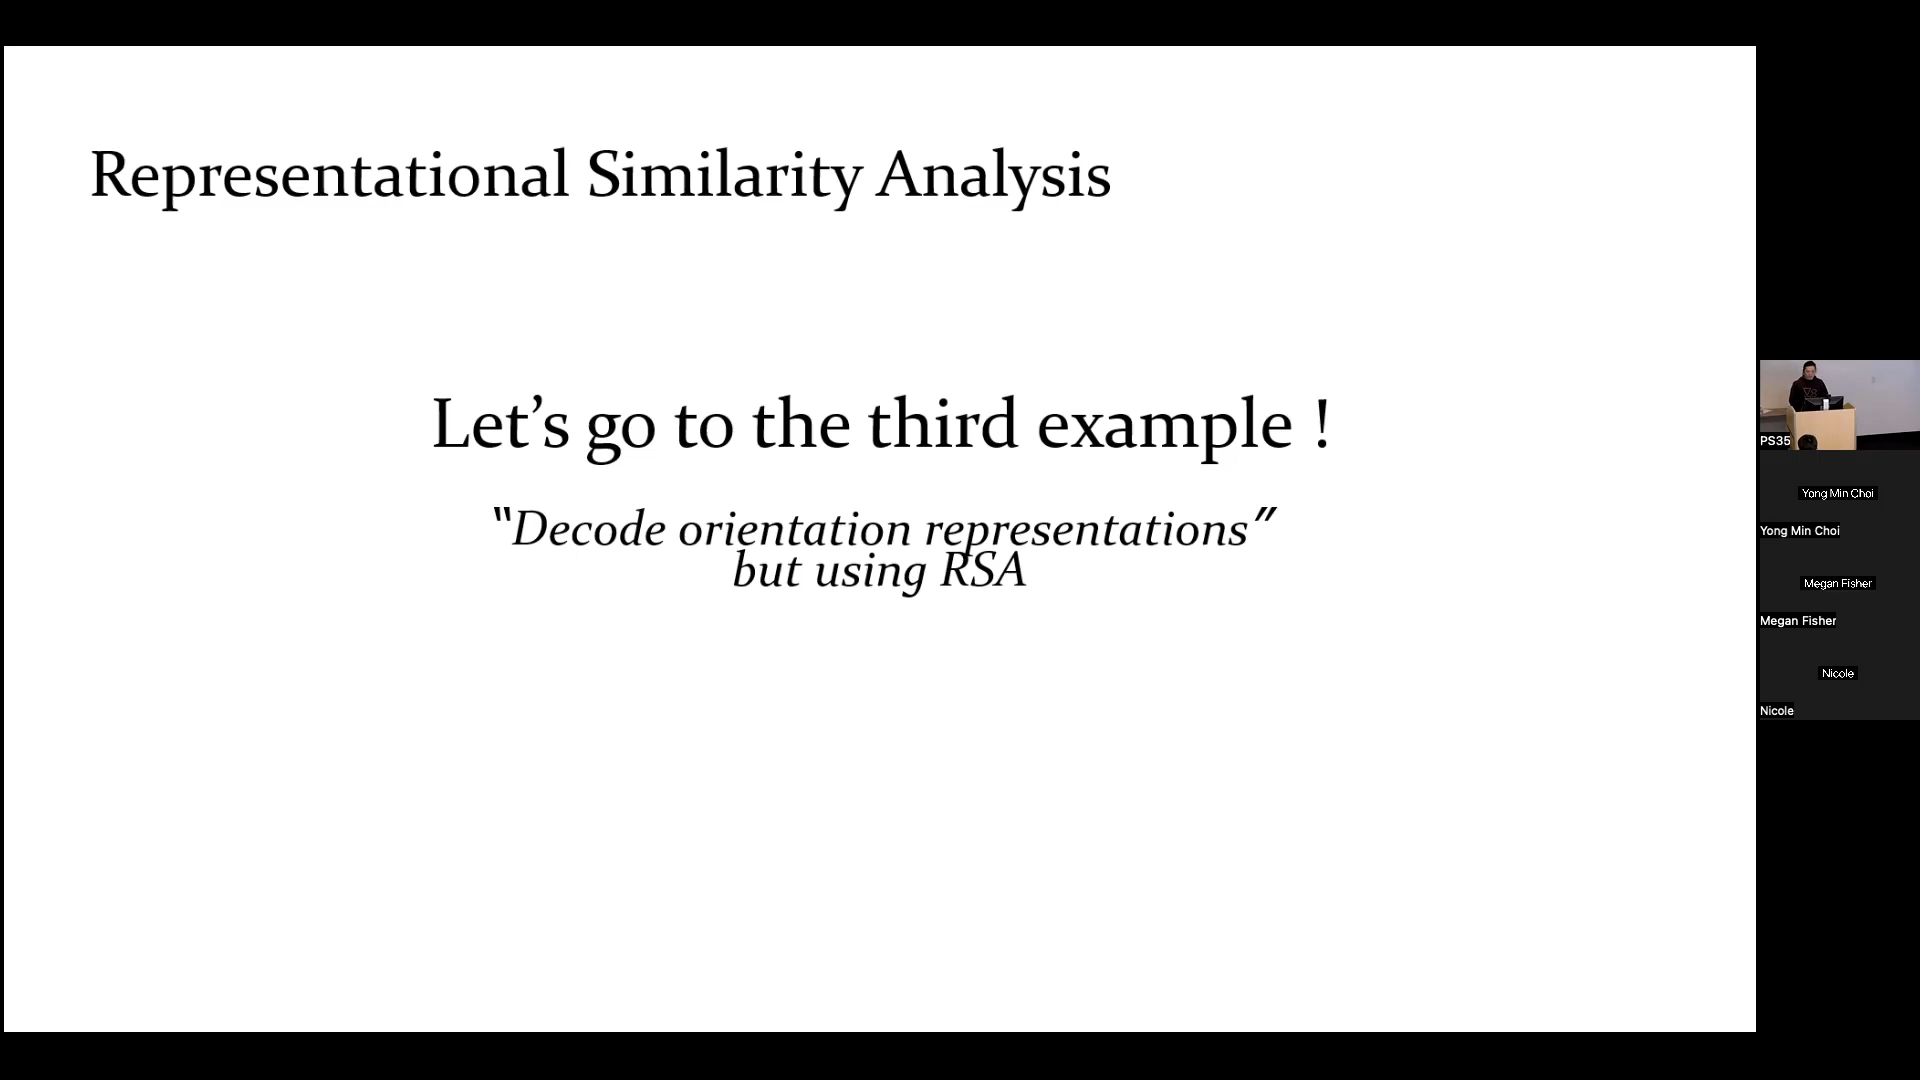 Representational Similarity Analysis
Let’s go to the third example !
“Decode orientation representations”
but using RSA
PS35
Yong Min Choi
Yong Min Choi
Megan Fisher
Megan Fisher
Nicole
Nicole